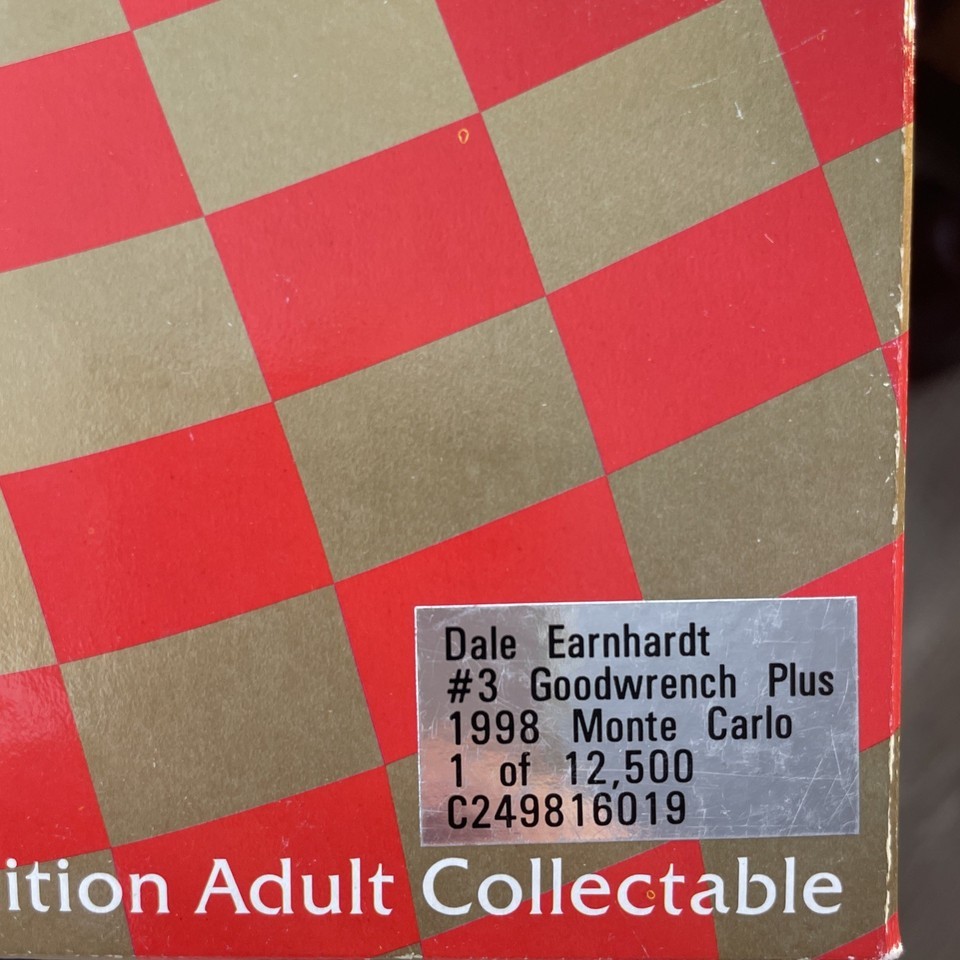 Dale Earnhardt
#3 Goodwrench Plus
1998 Monte Carlo
1 of 12,500
C249816019
ition Adult Collectable